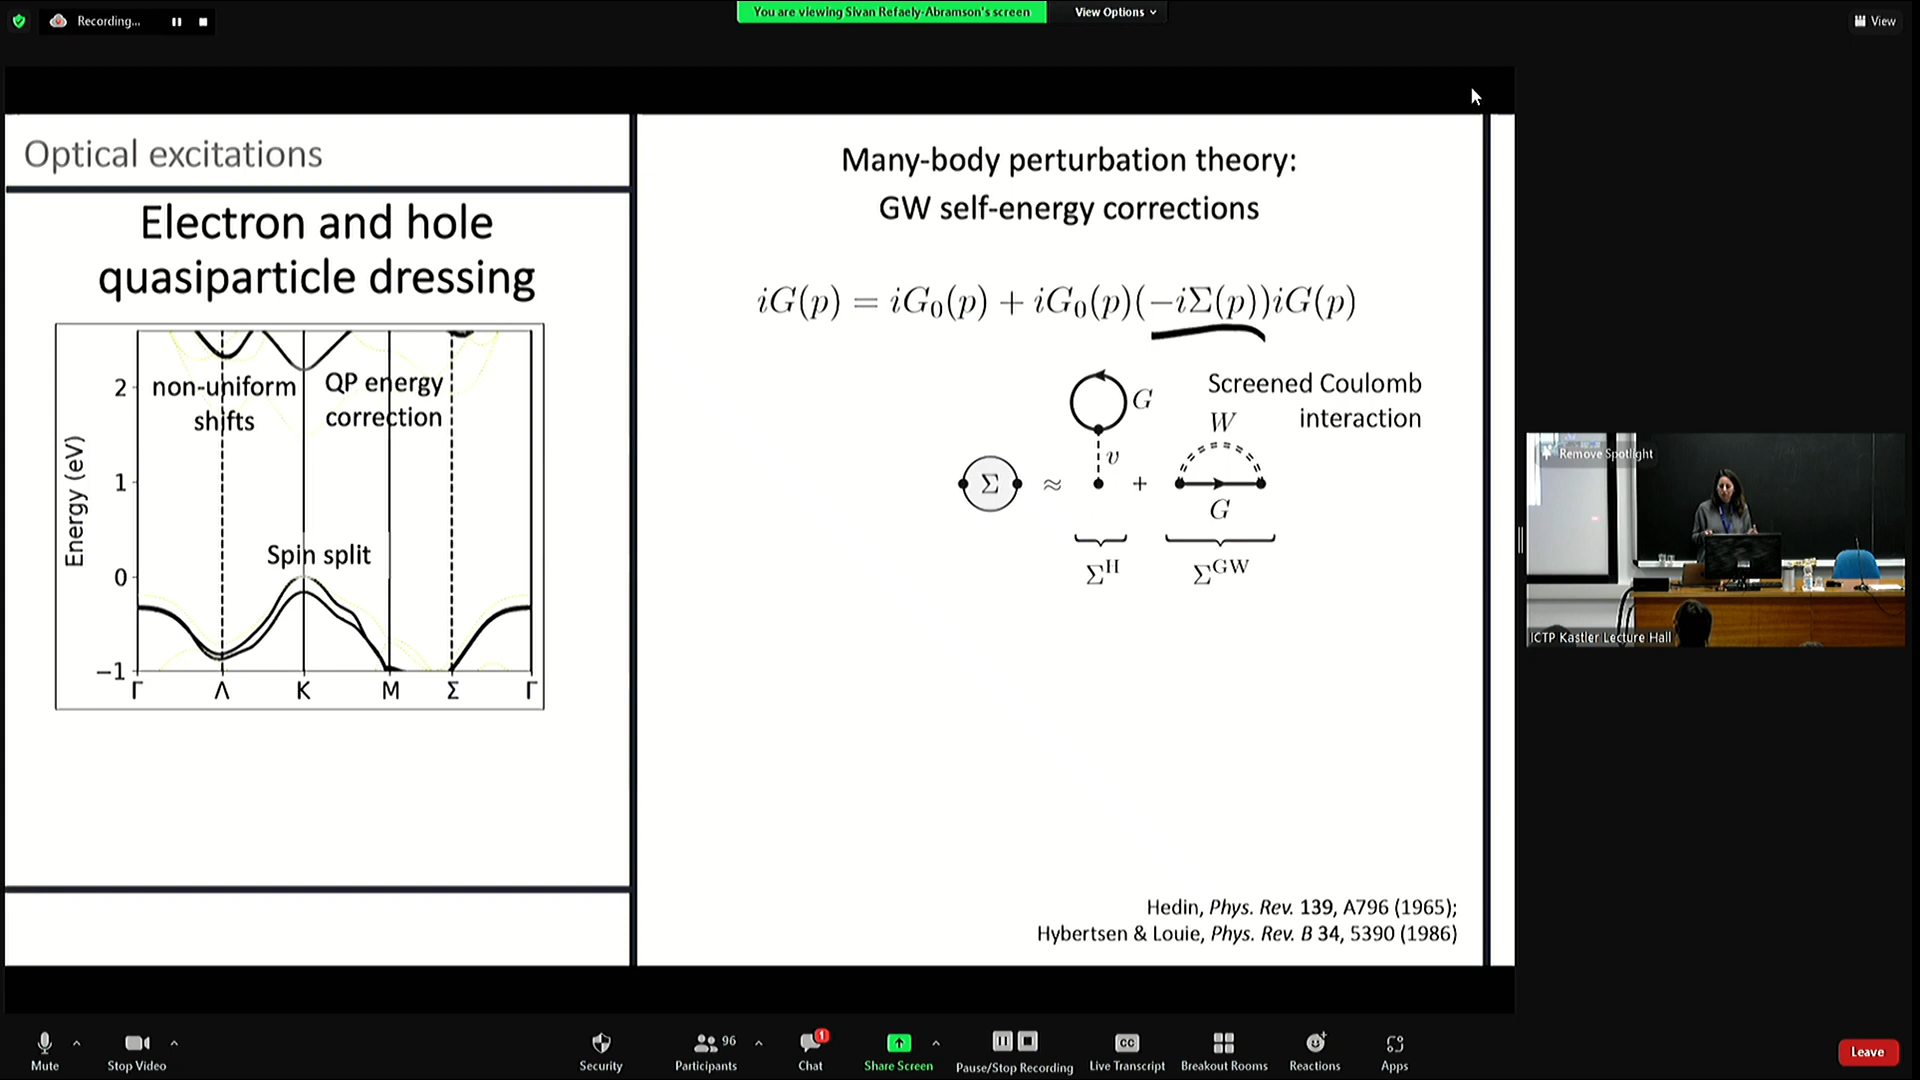 Recording...
You are viewing Sivan Refaely-Abramson's screen
View Options
View
Optical excitations
Electron and hole
quasiparticle dressing
Energy (eV)
2
1
0
−1
non-uniform
shifts
QP energy
correction
Spin split
Γ Λ K M Σ Γ
Many-body perturbation theory:
GW self-energy corrections
iG(p) = iG₀(p) + iG₀(p)(−iΣ(p))iG(p)
G
Screened Coulomb
interaction
W
v
Σ ≈ +
G
Σᴴ
Σᴳᵂ
Hedin, Phys. Rev. 139, A796 (1965);
Hybertsen & Louie, Phys. Rev. B 34, 5390 (1986)
Remove Spotlight
ICTP Kastler Lecture Hall
Mute
Stop Video
Security
96
Participants
1
Chat
Share Screen
Pause/Stop Recording
CC
Live Transcript
Breakout Rooms
Reactions
Apps
Leave